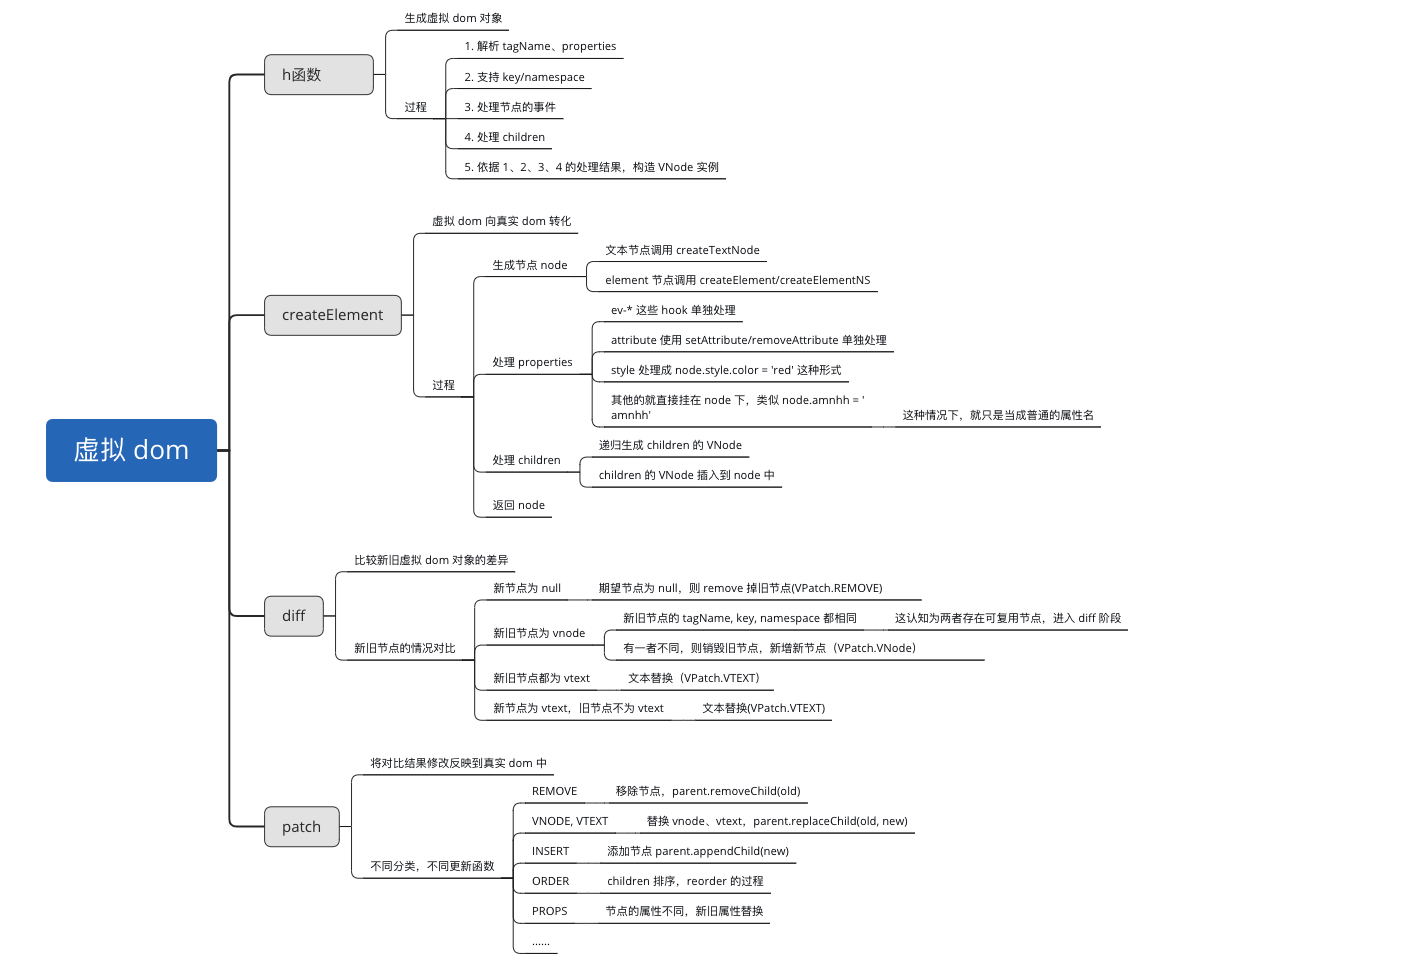 虚拟 dom
h函数
生成虚拟 dom 对象
过程
1. 解析 tagName、properties
2. 支持 key/namespace
3. 处理节点的事件
4. 处理 children
5. 依据 1、2、3、4 的处理结果，构造 VNode 实例
createElement
虚拟 dom 向真实 dom 转化
过程
生成节点 node
文本节点调用 createTextNode
element 节点调用 createElement/createElementNS
处理 properties
ev-* 这些 hook 单独处理
attribute 使用 setAttribute/removeAttribute 单独处理
style 处理成 node.style.color = 'red' 这种形式
其他的就直接挂在 node 下，类似 node.amnhh = '
amnhh'
这种情况下，就只是当成普通的属性名
处理 children
递归生成 children 的 VNode
children 的 VNode 插入到 node 中
返回 node
diff
比较新旧虚拟 dom 对象的差异
新旧节点的情况对比
新节点为 null
期望节点为 null，则 remove 掉旧节点(VPatch.REMOVE)
新旧节点为 vnode
新旧节点的 tagName, key, namespace 都相同
这认知为两者存在可复用节点，进入 diff 阶段
有一者不同，则销毁旧节点，新增新节点（VPatch.VNode）
新旧节点都为 vtext
文本替换（VPatch.VTEXT）
新节点为 vtext，旧节点不为 vtext
文本替换(VPatch.VTEXT)
patch
将对比结果修改反映到真实 dom 中
不同分类，不同更新函数
REMOVE
移除节点，parent.removeChild(old)
VNODE, VTEXT
替换 vnode、vtext，parent.replaceChild(old, new)
INSERT
添加节点 parent.appendChild(new)
ORDER
children 排序，reorder 的过程
PROPS
节点的属性不同，新旧属性替换
......